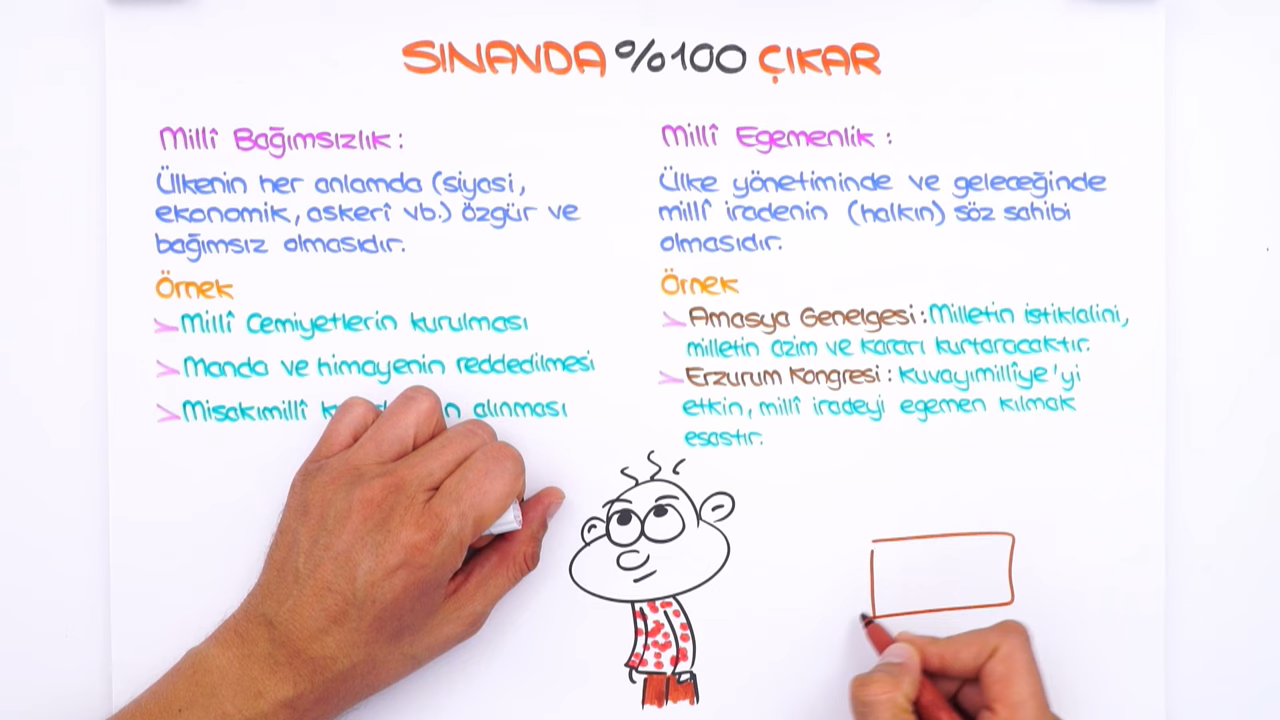 SINAVDA %100 ÇIKAR
Millî Bağımsızlık :
Ülkenin her anlamda (siyasi,
ekonomik, askerî vb.) özgür ve
bağımsız olmasıdır.
Örnek
Millî Cemiyetlerin kurulması
Manda ve himayenin reddedilmesi
Misakımillî alınması
Millî Egemenlik :
Ülke yönetiminde ve geleceğinde
millî iradenin (halkın) söz sahibi
olmasıdır.
Örnek
Amasya Genelgesi : Milletin istiklalini,
milletin azim ve kararı kurtaracaktır.
Erzurum Kongresi : Kuvayımillîye'yi
etkin, millî iradeyi egemen kılmak
esastır.